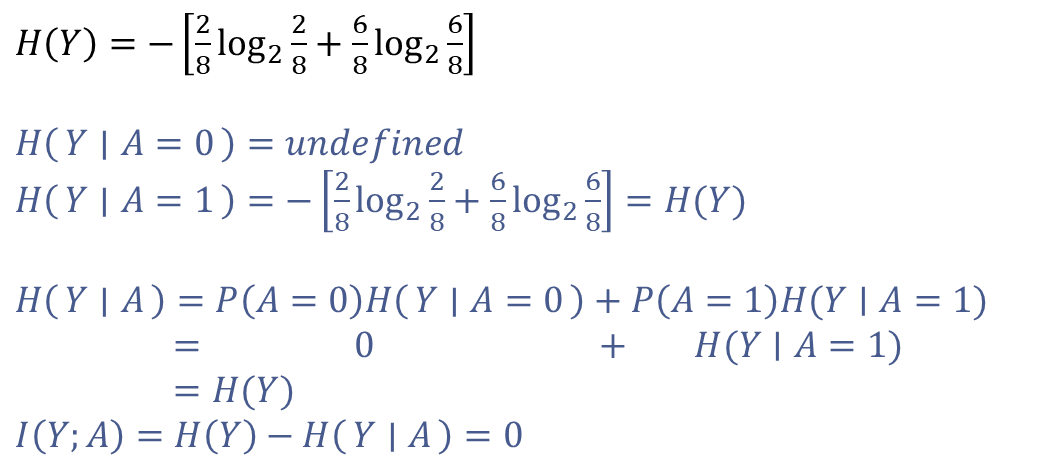 H(Y) = −[2/8 log₂ 2/8 + 6/8 log₂ 6/8]
H( Y | A = 0 ) = undefined
H( Y | A = 1 ) = −[2/8 log₂ 2/8 + 6/8 log₂ 6/8] = H(Y)
H( Y | A ) = P(A = 0)H( Y | A = 0 ) + P(A = 1)H(Y | A = 1)
= 0 + H(Y | A = 1)
= H(Y)
I(Y; A) = H(Y) − H( Y | A ) = 0